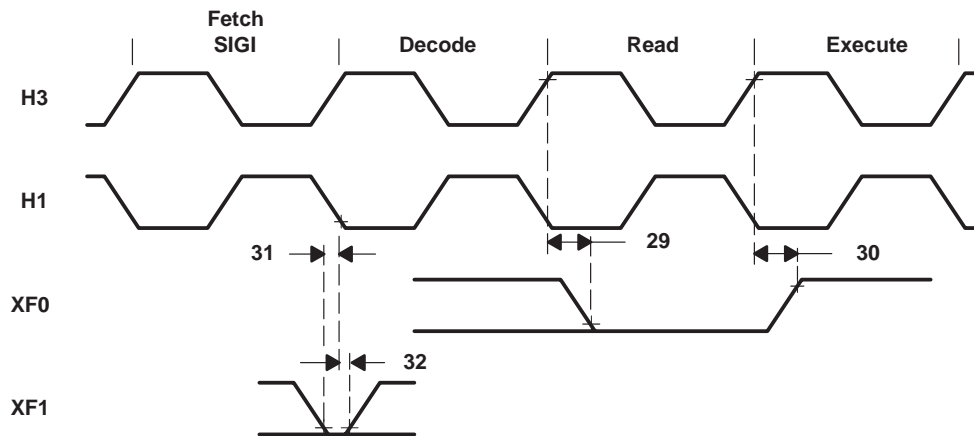 Fetch
SIGI
Decode
Read
Execute
H3
H1
31
29
30
XF0
32
XF1